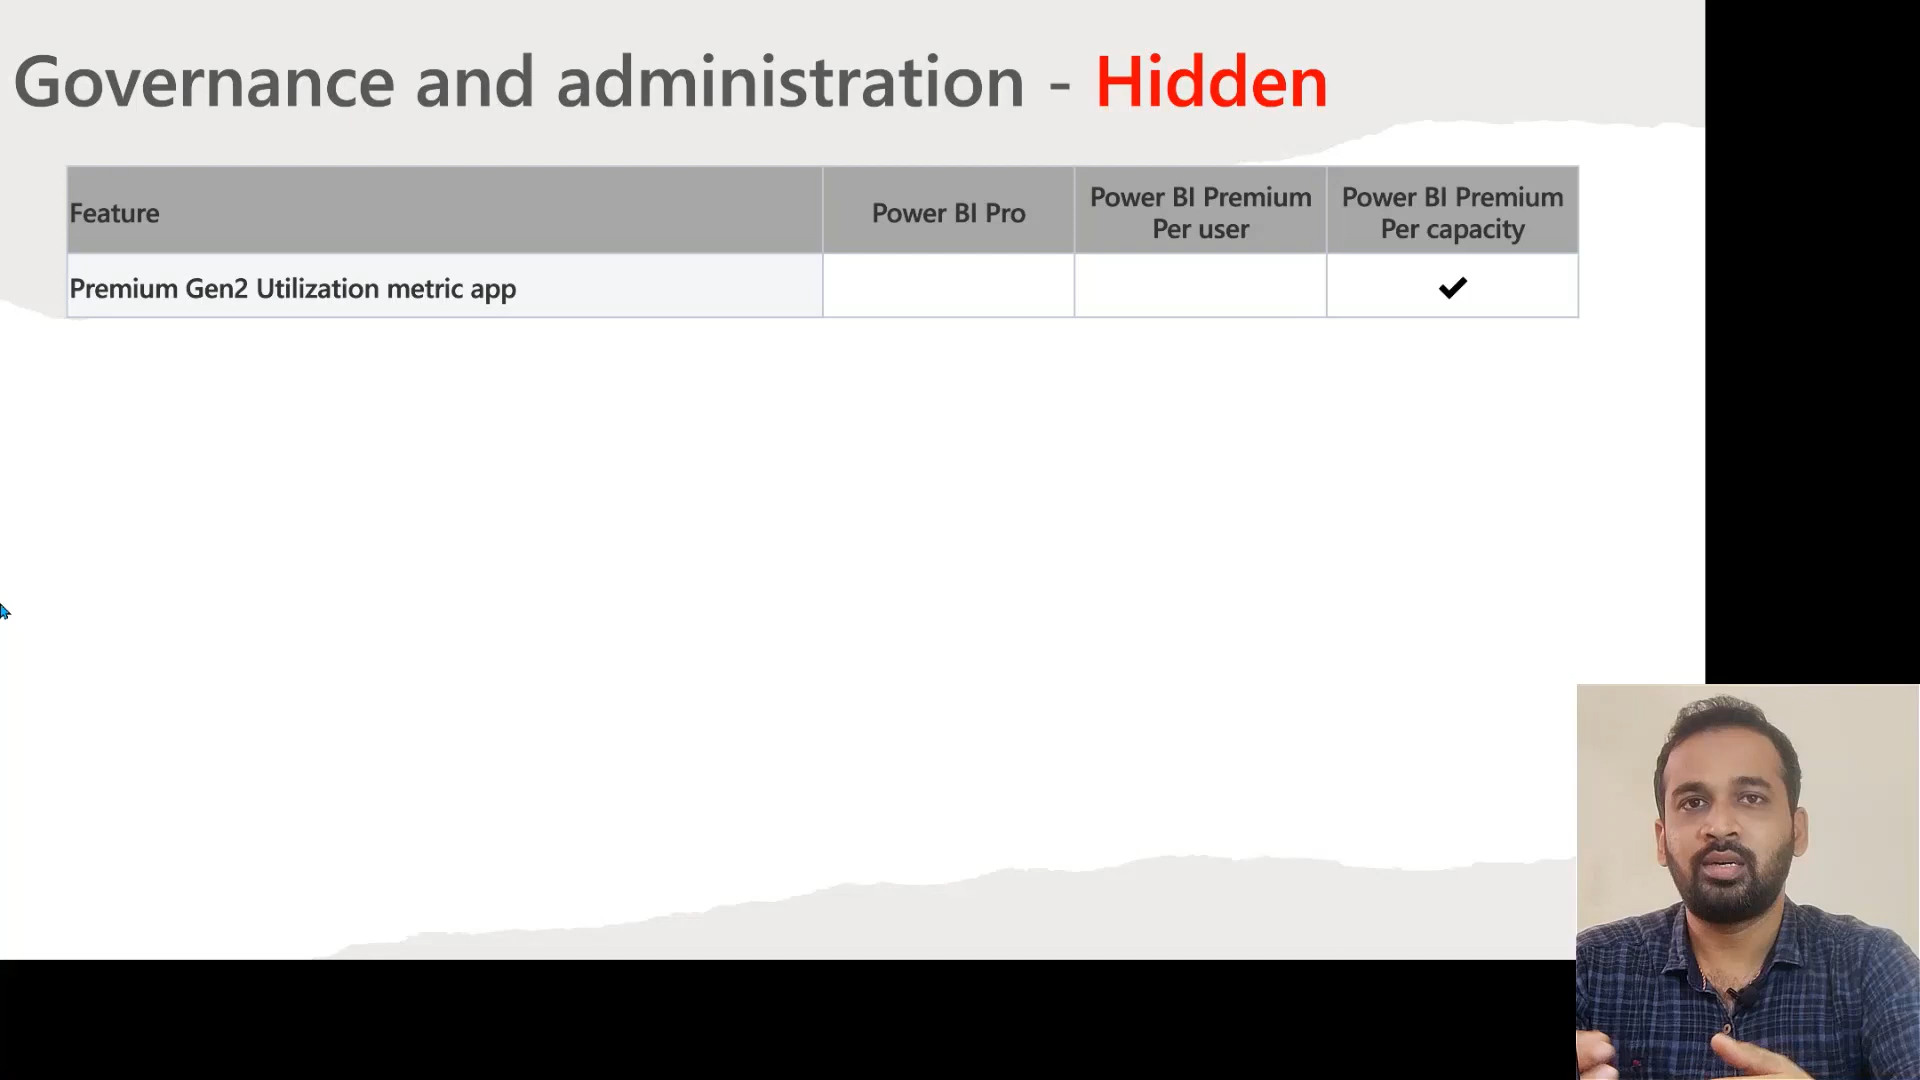 Governance and administration - Hidden
Feature
Power BI Pro
Power BI Premium
Per user
Power BI Premium
Per capacity
Premium Gen2 Utilization metric app